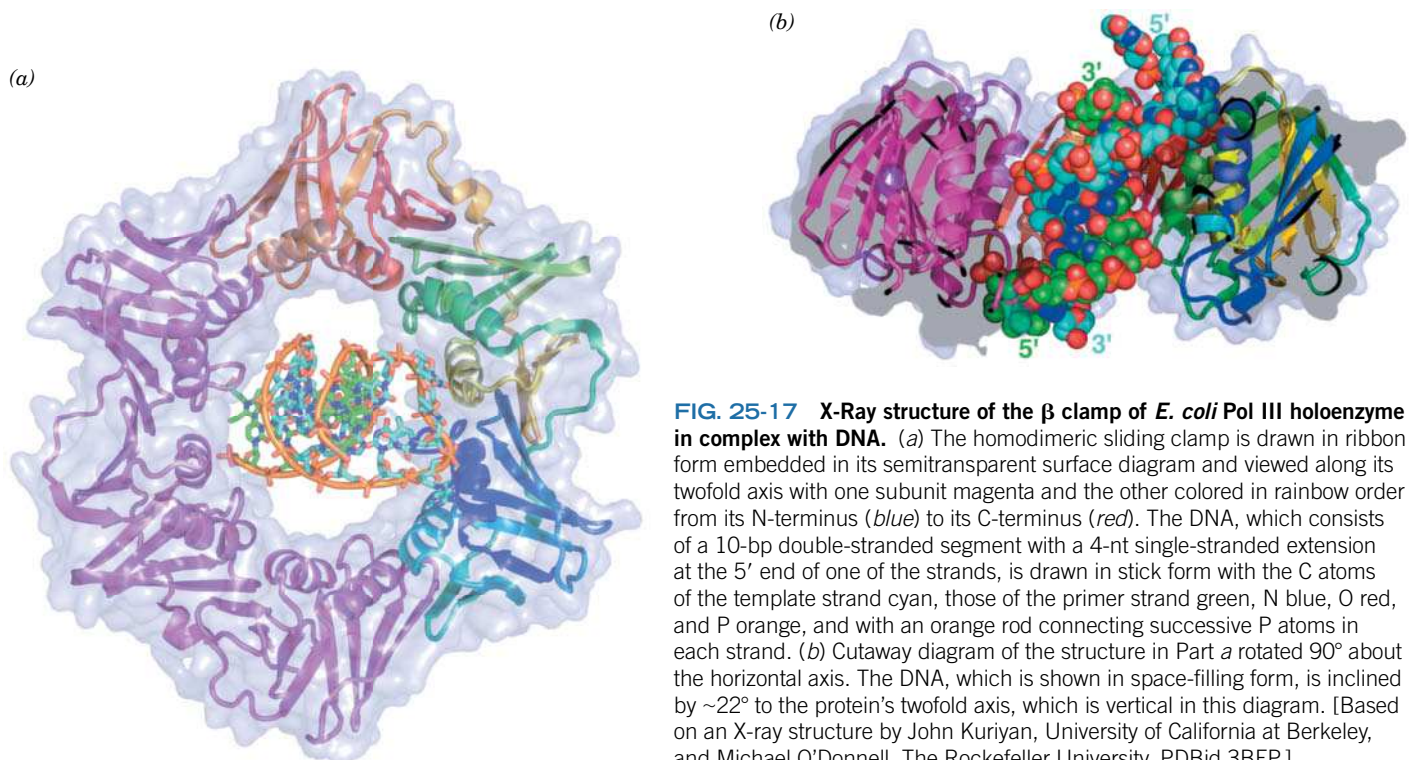 (a)
(b)
5'
3'
5'
3'
FIG. 25-17 X-Ray structure of the β clamp of E. coli Pol III holoenzyme
in complex with DNA. (a) The homodimeric sliding clamp is drawn in ribbon
form embedded in its semitransparent surface diagram and viewed along its
twofold axis with one subunit magenta and the other colored in rainbow order
from its N-terminus (blue) to its C-terminus (red). The DNA, which consists
of a 10-bp double-stranded segment with a 4-nt single-stranded extension
at the 5′ end of one of the strands, is drawn in stick form with the C atoms
of the template strand cyan, those of the primer strand green, N blue, O red,
and P orange, and with an orange rod connecting successive P atoms in
each strand. (b) Cutaway diagram of the structure in Part a rotated 90° about
the horizontal axis. The DNA, which is shown in space-filling form, is inclined
by ~22° to the protein’s twofold axis, which is vertical in this diagram. [Based
on an X-ray structure by John Kuriyan, University of California at Berkeley,
and Michael O’Donnell, The Rockefeller University. PDBid 3BEP.]